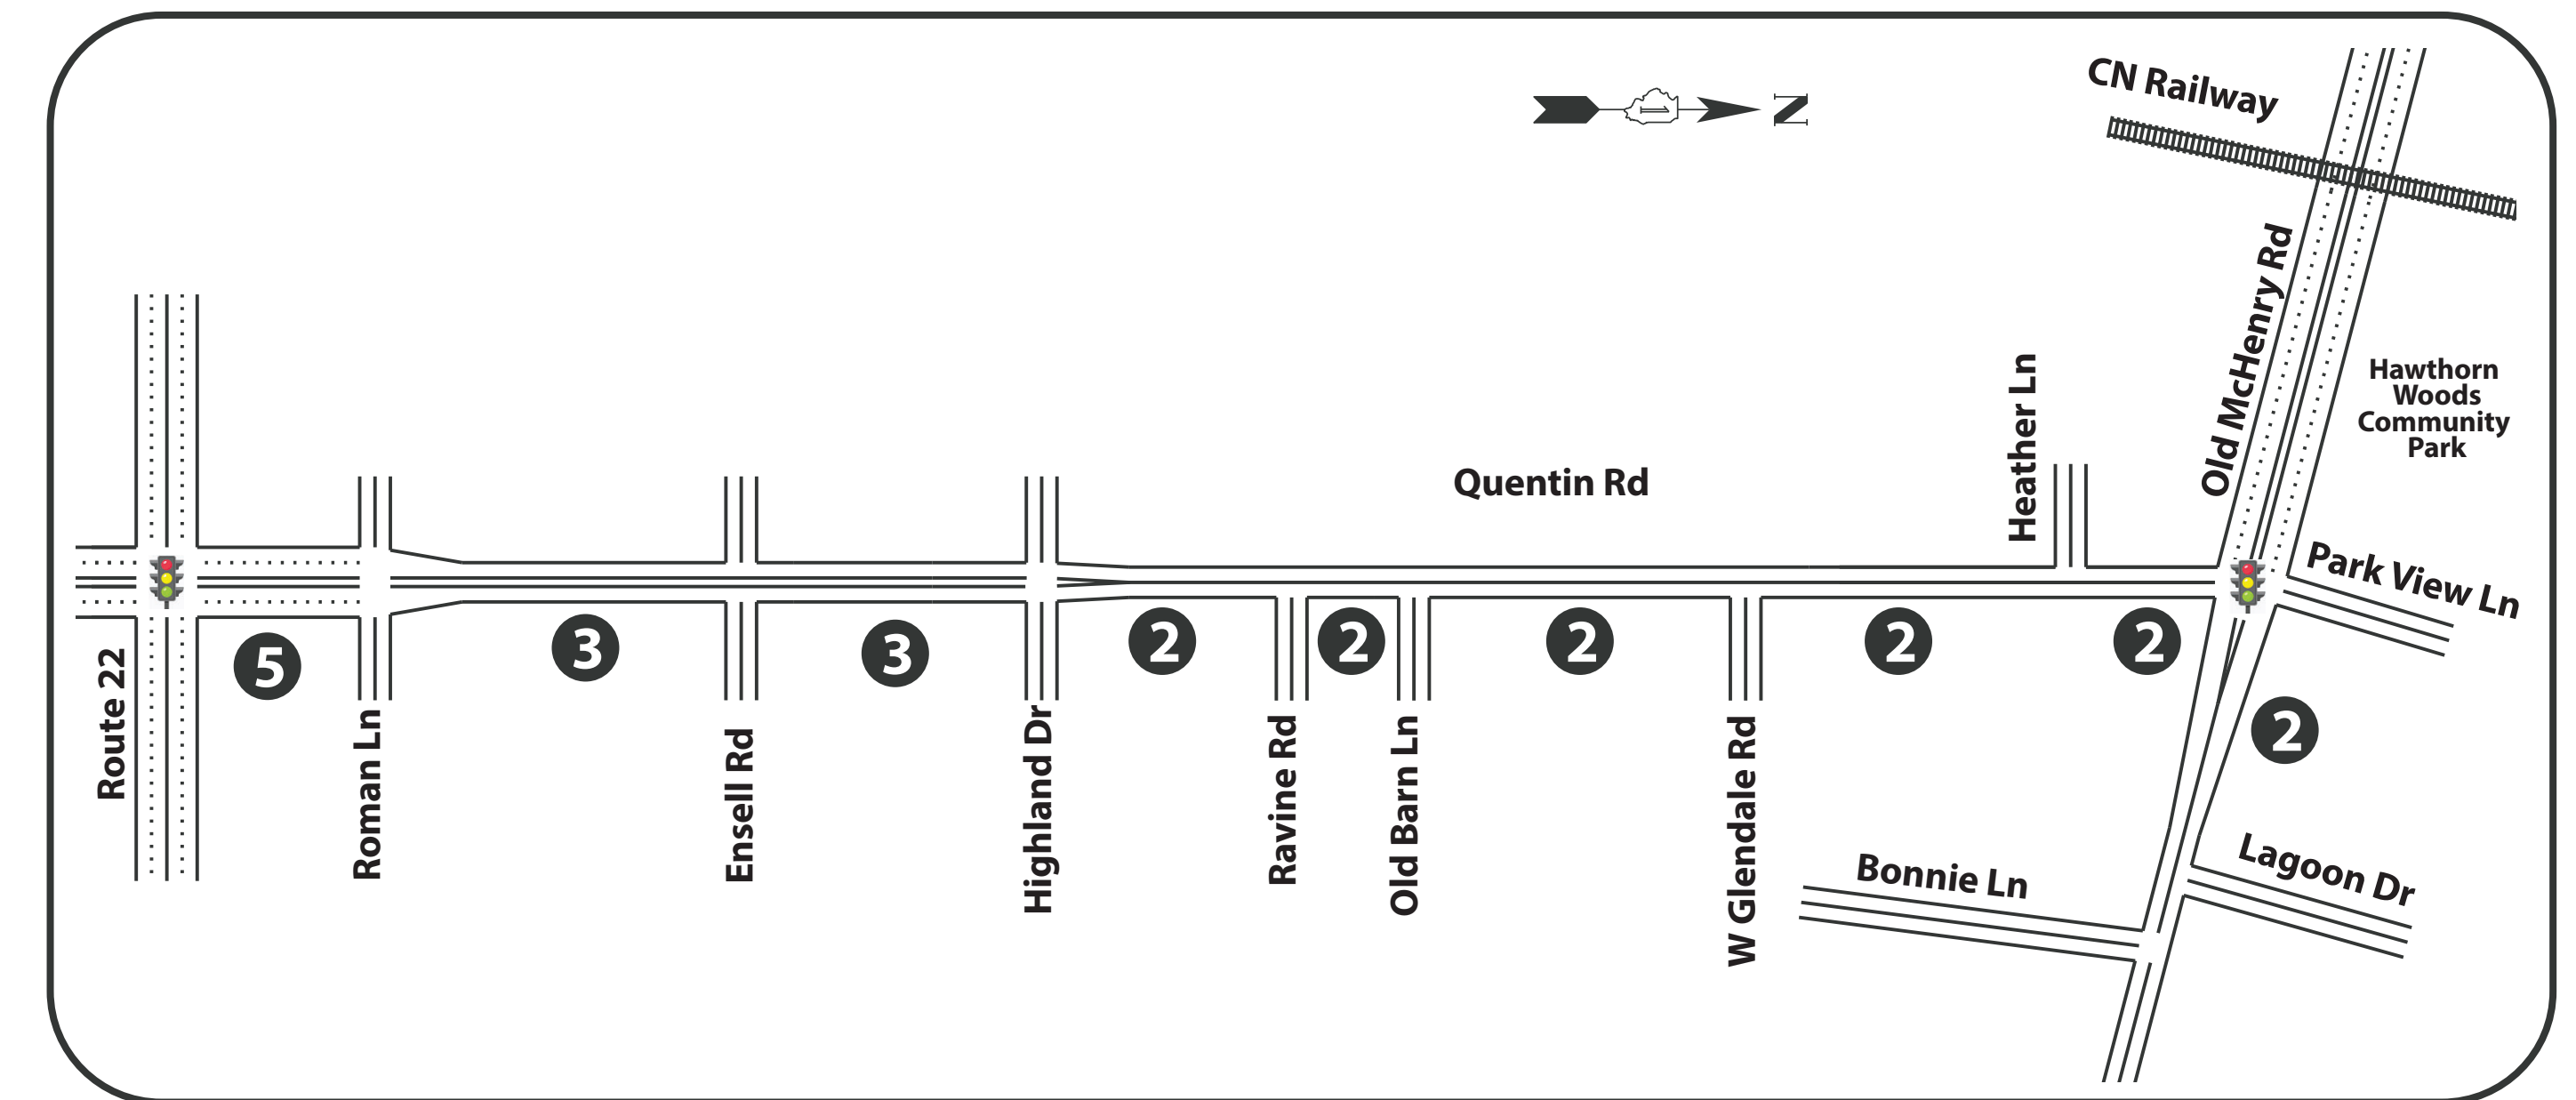 CN Railway
1
N
Old McHenry Rd
Hawthorn
Woods
Community
Park
Heather Ln
Quentin Rd
Park View Ln
Route 22
5
Roman Ln
3
Ensell Rd
3
Highland Dr
2
Ravine Rd
2
Old Barn Ln
2
W Glendale Rd
2
2
2
Bonnie Ln
Lagoon Dr